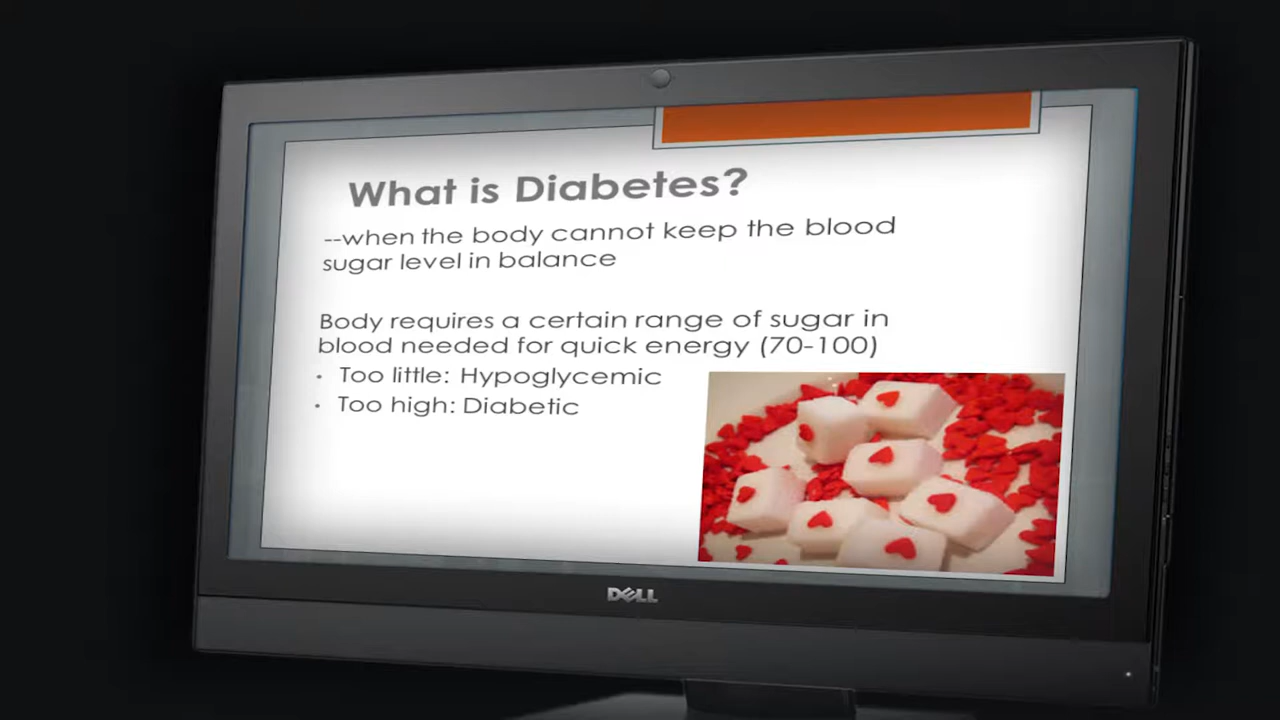 What is Diabetes?
--when the body cannot keep the blood
sugar level in balance
Body requires a certain range of sugar in
blood needed for quick energy (70-100)
• Too little: Hypoglycemic
• Too high: Diabetic
DELL